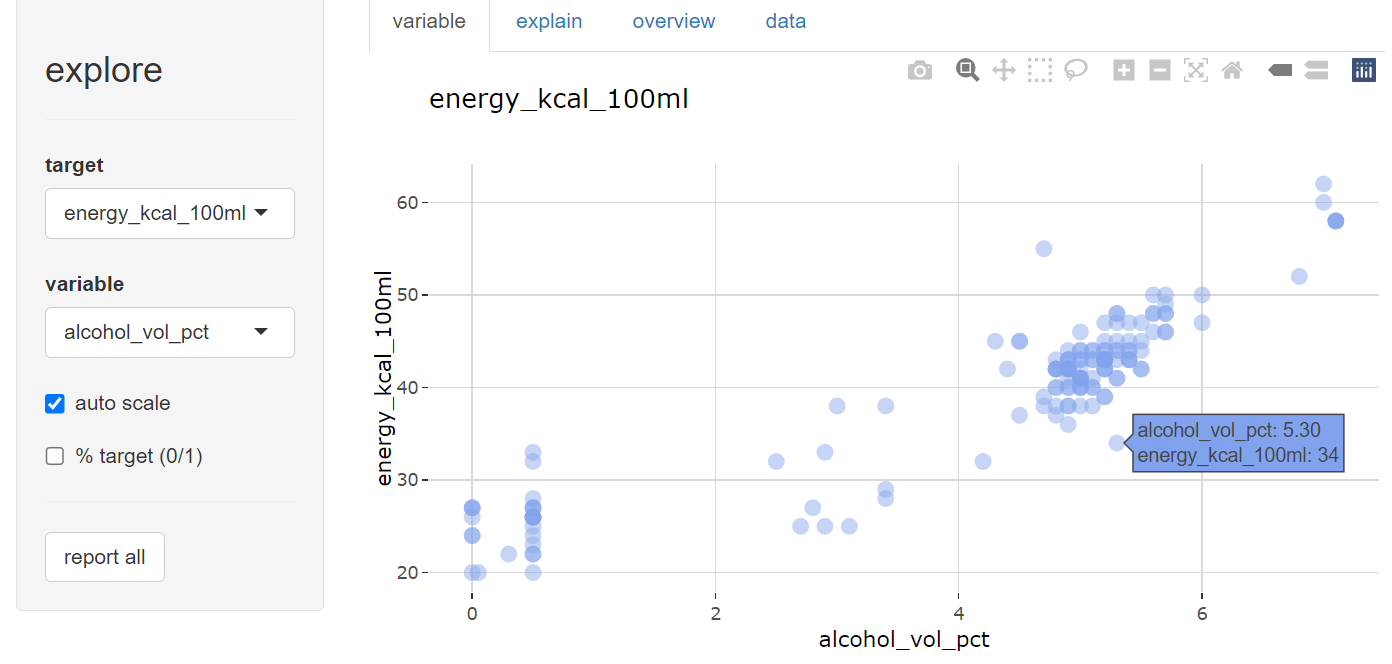 explore
target
energy_kcal_100ml
variable
alcohol_vol_pct
auto scale
% target (0/1)
report all
variable explain overview data
energy_kcal_100ml
60
50
40
30
20
energy_kcal_100ml
alcohol_vol_pct: 5.30
energy_kcal_100ml: 34
0 2 4 6
alcohol_vol_pct